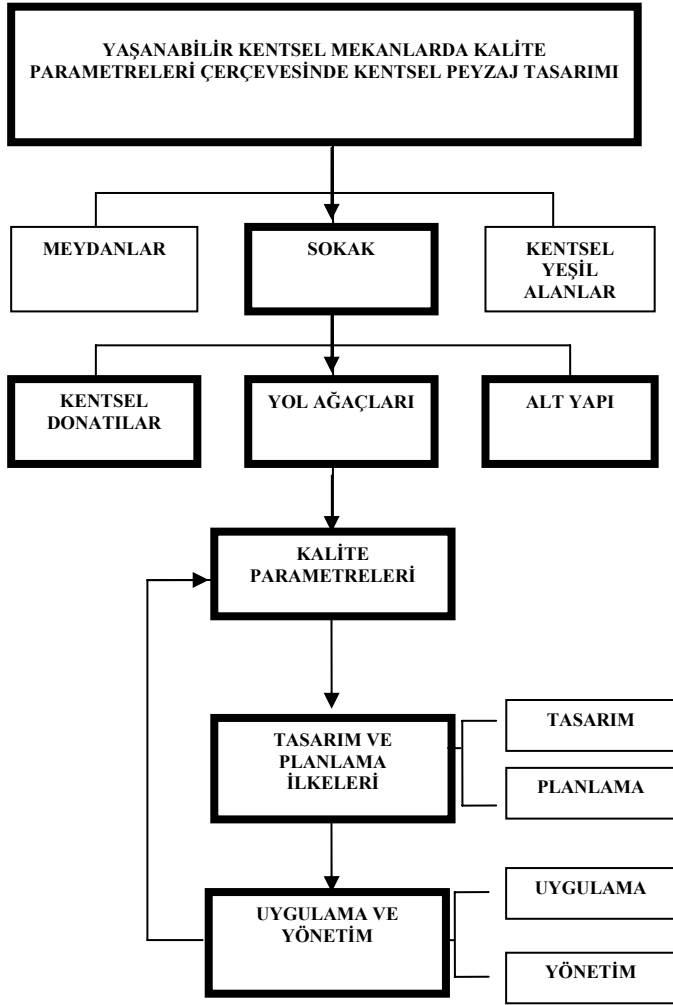 YAŞANABİLİR KENTSEL MEKANLARDA KALİTE
PARAMETRELERİ ÇERÇEVESİNDE KENTSEL PEYZAJ TASARIMI
MEYDANLAR
SOKAK
KENTSEL
YEŞİL
ALANLAR
KENTSEL
DONATILAR
YOL AĞAÇLARI
ALT YAPI
KALİTE
PARAMETRELERİ
TASARIM VE
PLANLAMA
İLKELERİ
TASARIM
PLANLAMA
UYGULAMA VE
YÖNETİM
UYGULAMA
YÖNETİM